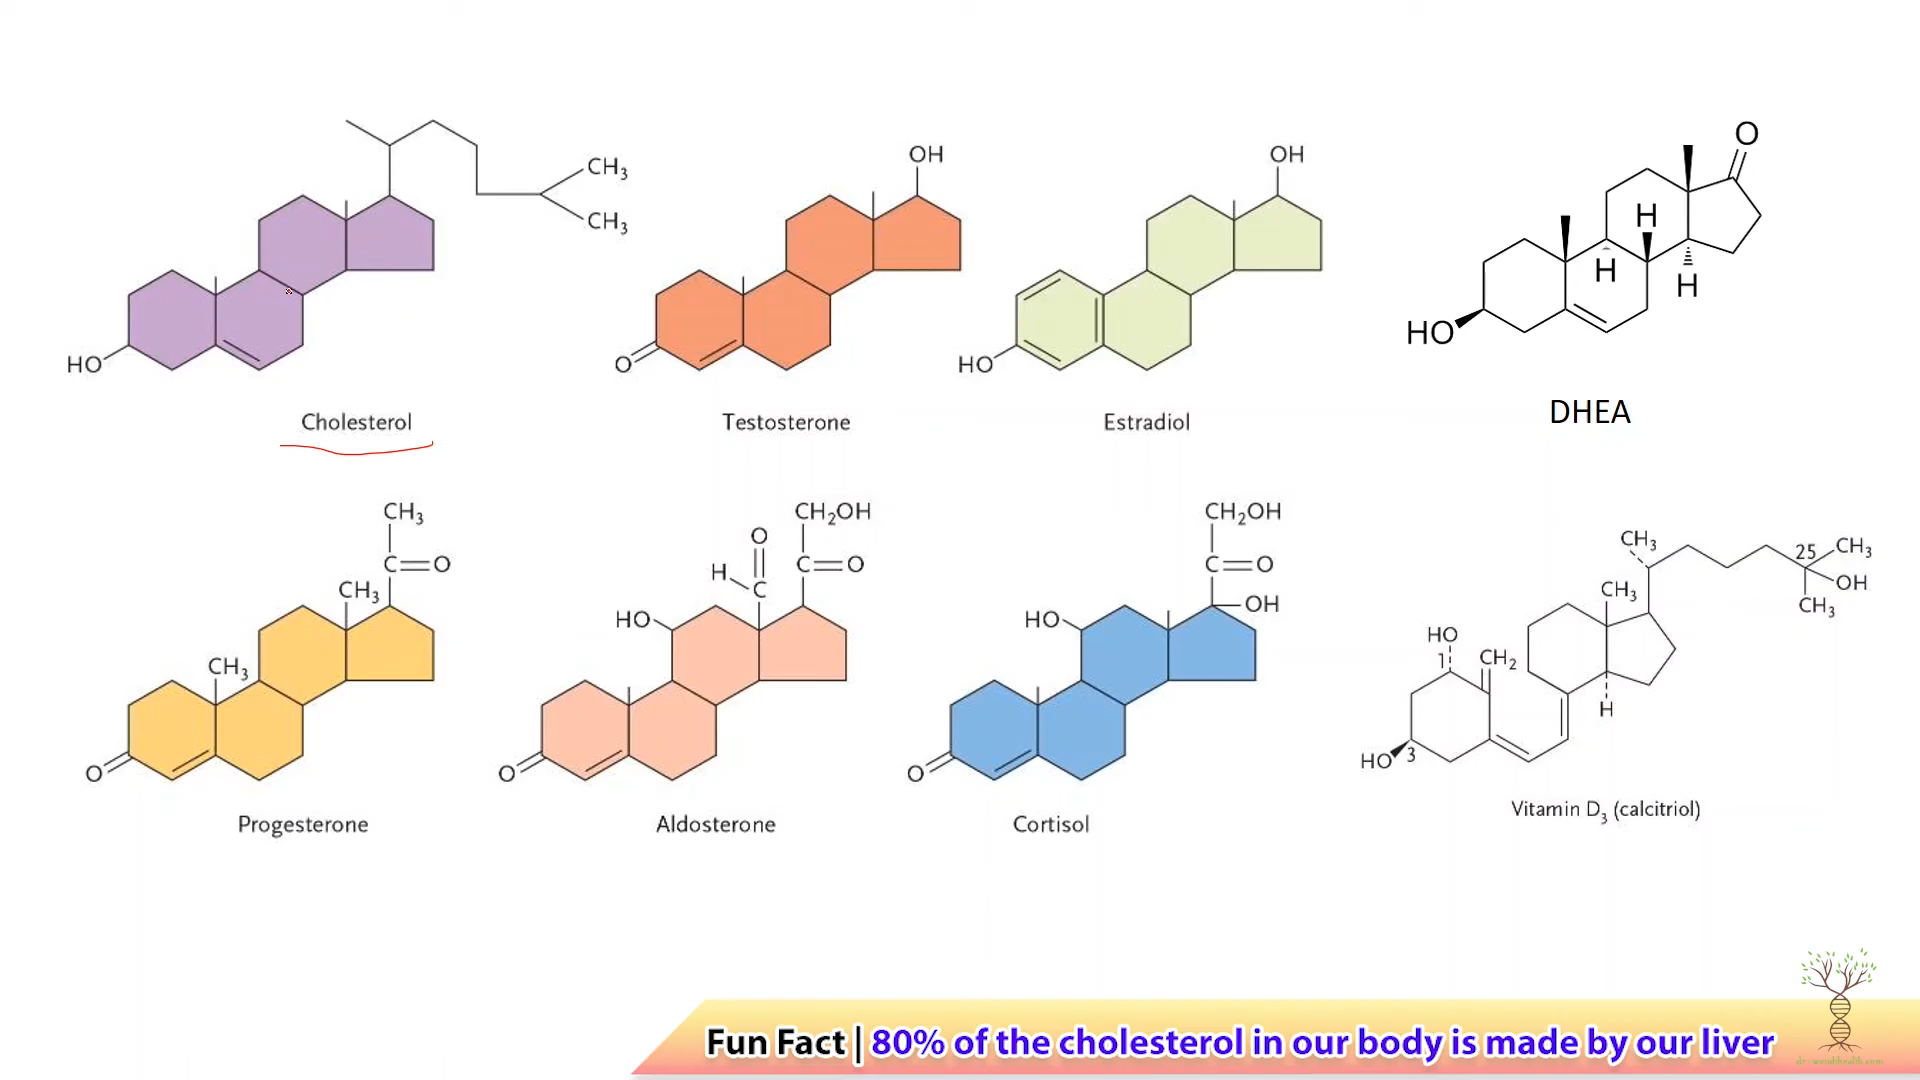 CH₃
CH₃
HO
Cholesterol
OH
O
Testosterone
OH
HO
Estradiol
O
H
H
H
HO
DHEA
CH₃
C=O
CH₃
CH₃
O
Progesterone
CH₂OH
O
C=O
H
C
HO
O
Aldosterone
CH₂OH
C=O
OH
HO
O
Cortisol
CH₃
25
CH₃
OH
CH₃
CH₃
HO
1
CH₂
H
HO
3
Vitamin D₃ (calcitriol)
Fun Fact | 80% of the cholesterol in our body is made by our liver